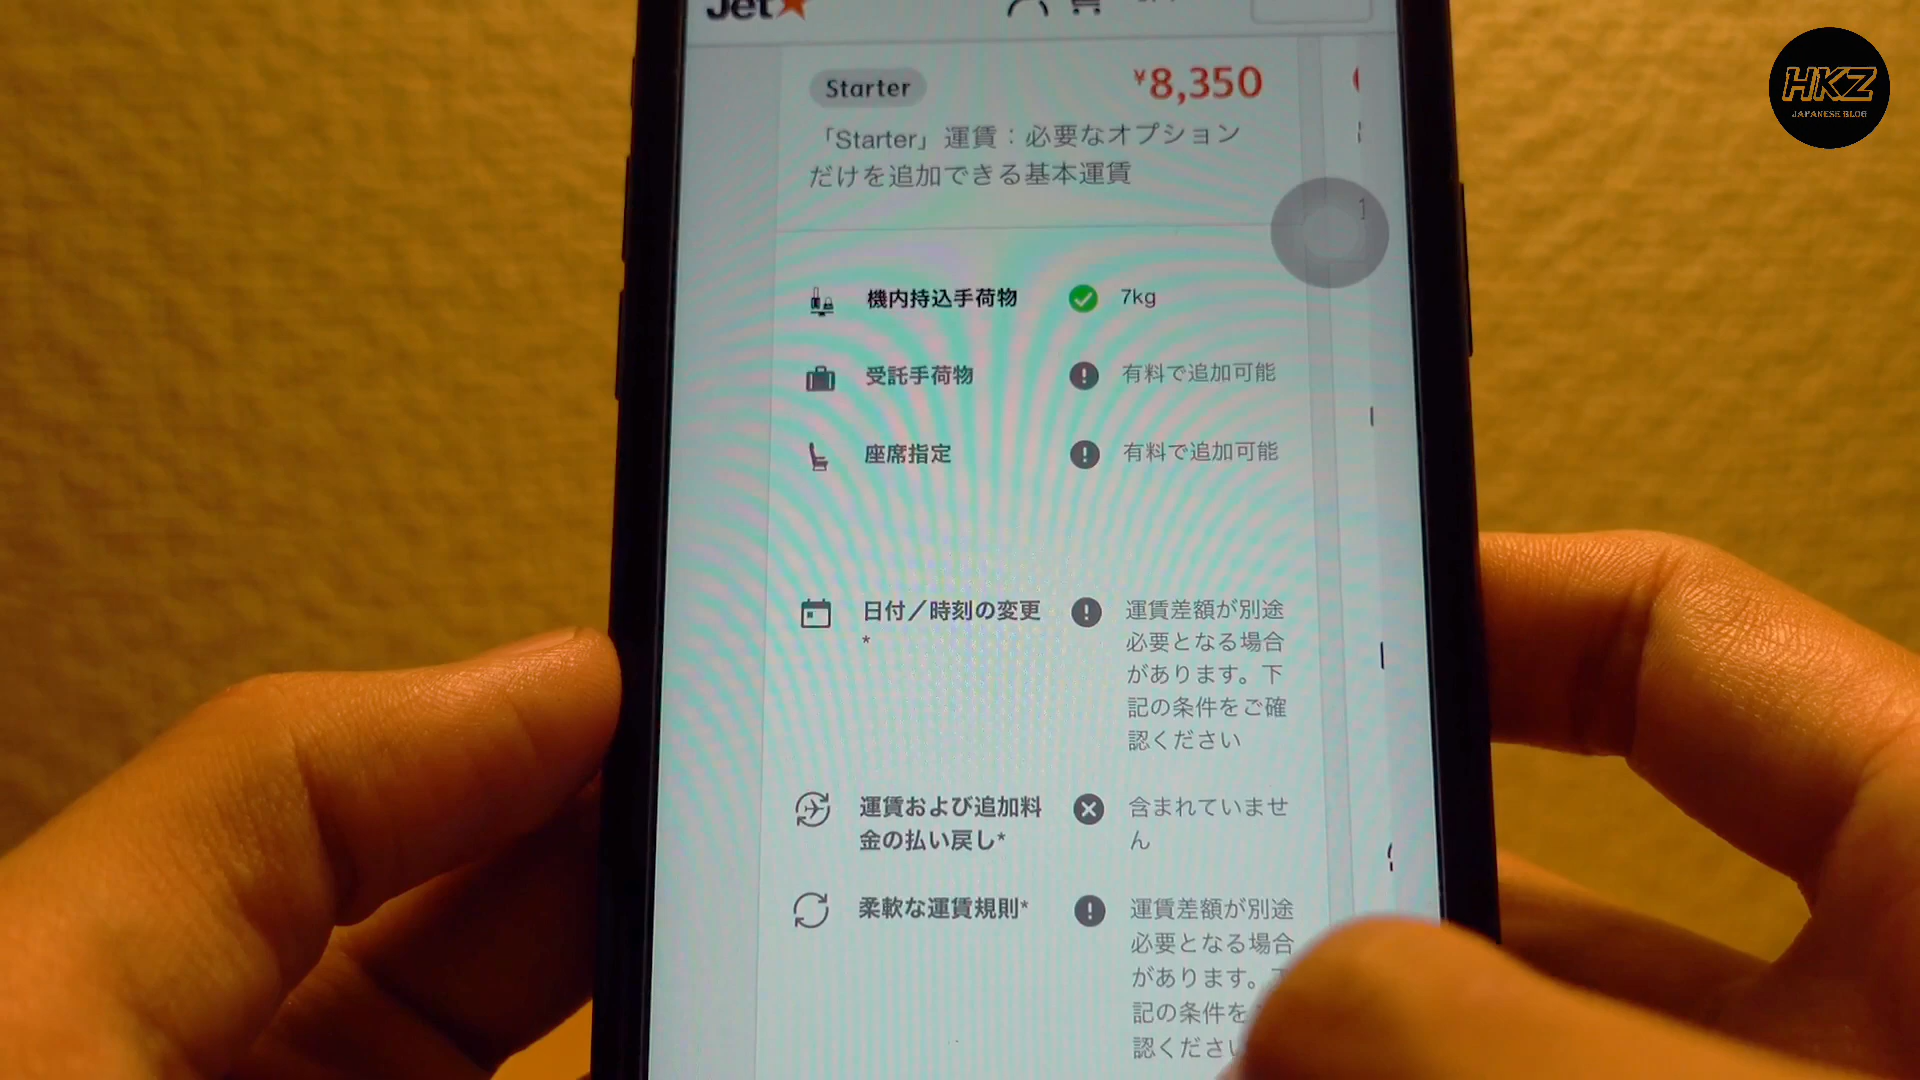 Jet
HKZ
JAPANESE BLOG
Starter
¥8,350
「Starter」運賃：必要なオプション
だけを追加できる基本運賃
機内持込手荷物
7kg
受託手荷物
有料で追加可能
座席指定
有料で追加可能
日付／時刻の変更
*
運賃差額が別途
必要となる場合
があります。下
記の条件をご確
認ください
運賃および追加料
金の払い戻し*
含まれていませ
ん
柔軟な運賃規則*
運賃差額が別途
必要となる場合
があります。
記の条件を
認くださ